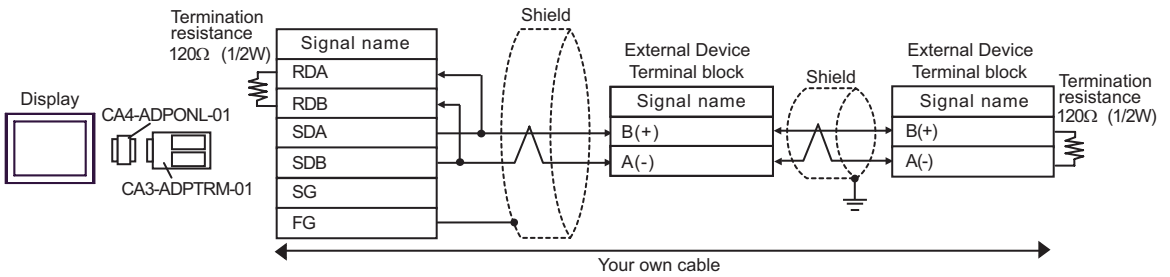 Termination
resistance
120Ω (1/2W)
Display
CA4-ADPONL-01
CA3-ADPTRM-01
Signal name
RDA
RDB
SDA
SDB
SG
FG
Shield
External Device
Terminal block
Signal name
B(+)
A(-)
Shield
External Device
Terminal block
Signal name
B(+)
A(-)
Termination
resistance
120Ω (1/2W)
Your own cable